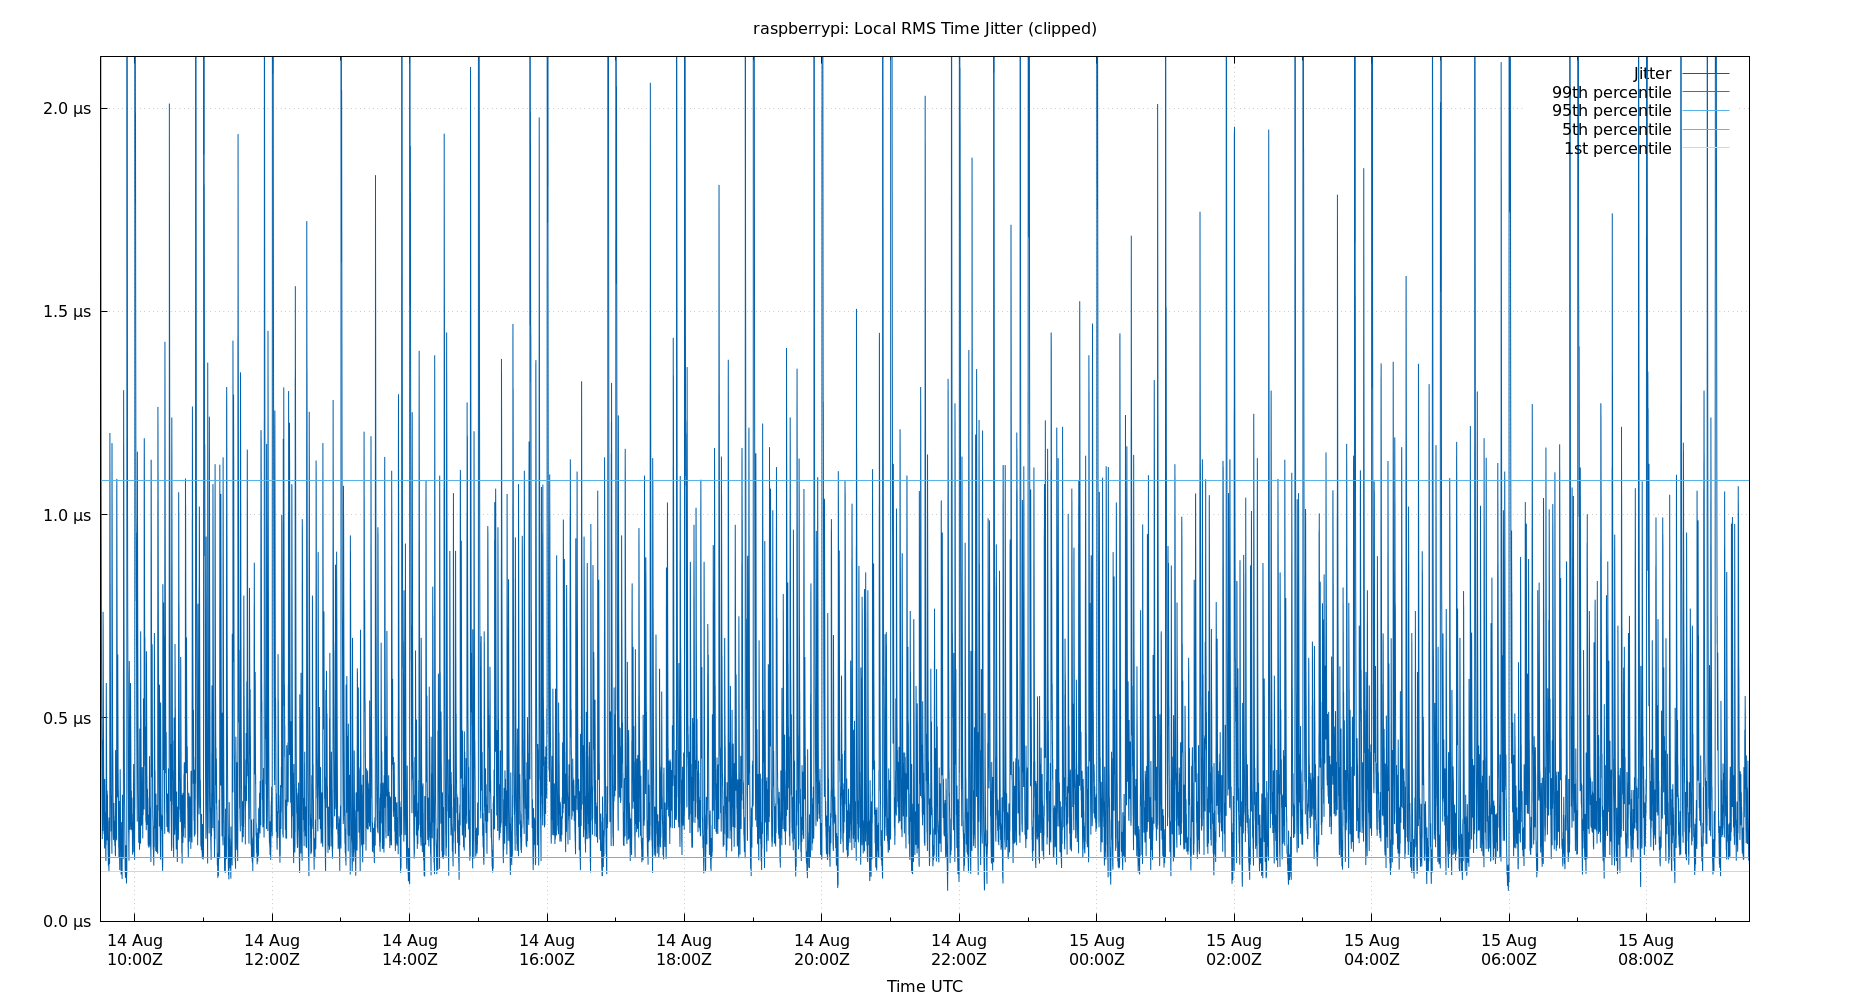 raspberrypi: Local RMS Time Jitter (clipped)
Jitter
99th percentile
95th percentile
5th percentile
1st percentile
2.0 µs
1.5 µs
1.0 µs
0.5 µs
0.0 µs
14 Aug 14 Aug 14 Aug 14 Aug 14 Aug 14 Aug 14 Aug 15 Aug 15 Aug 15 Aug 15 Aug 15 Aug
10:00Z 12:00Z 14:00Z 16:00Z 18:00Z 20:00Z 22:00Z 00:00Z 02:00Z 04:00Z 06:00Z 08:00Z
Time UTC